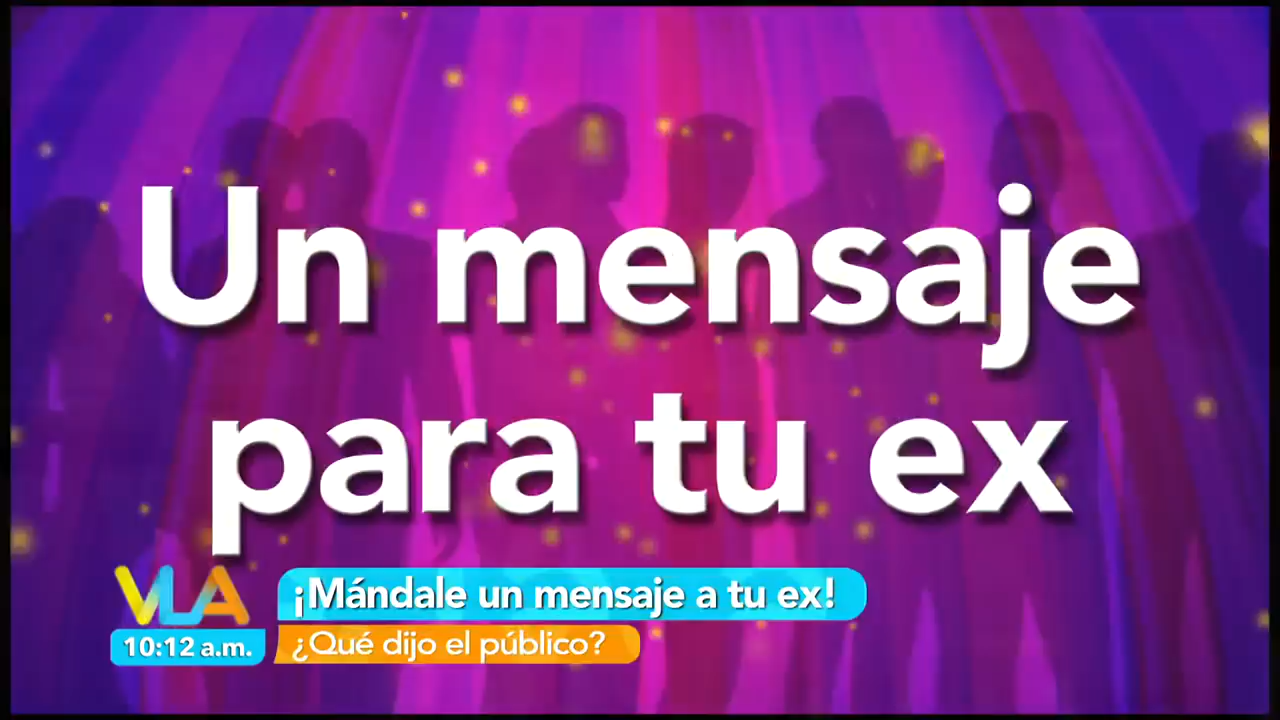 Un mensaje
para tu ex
VLA
¡Mándale un mensaje a tu ex!
10:12 a.m.
¿Qué dijo el público?